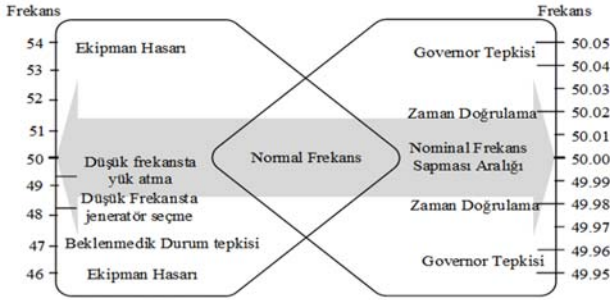 Frekans
Frekans
54
53
52
51
50
49
48
47
46
Ekipman Hasarı
Düşük frekansta
yük atma
Düşük Frekansta
jeneratör seçme
Beklenmedik Durum tepkisi
Ekipman Hasarı
Normal Frekans
Governor Tepkisi
Zaman Doğrulama
Nominal Frekans
Sapması Aralığı
Zaman Doğrulama
Governor Tepkisi
50.05
50.04
50.03
50.02
50.01
50.00
49.99
49.98
49.97
49.96
49.95